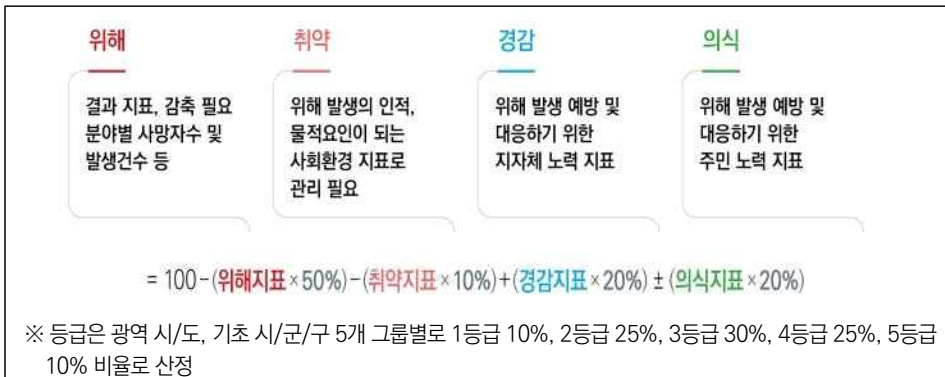 위해
결과 지표, 감축 필요
분야별 사망자수 및
발생건수 등
취약
위해 발생의 인적,
물적요인이 되는
사회환경 지표로
관리 필요
경감
위해 발생 예방 및
대응하기 위한
지자체 노력 지표
의식
위해 발생 예방 및
대응하기 위한
주민 노력 지표
= 100-(위해지표×50%)-(취약지표×10%)+(경감지표×20%) ± (의식지표×20%)
※ 등급은 광역 시/도, 기초 시/군/구 5개 그룹별로 1등급 10%, 2등급 25%, 3등급 30%, 4등급 25%, 5등급
10% 비율로 산정